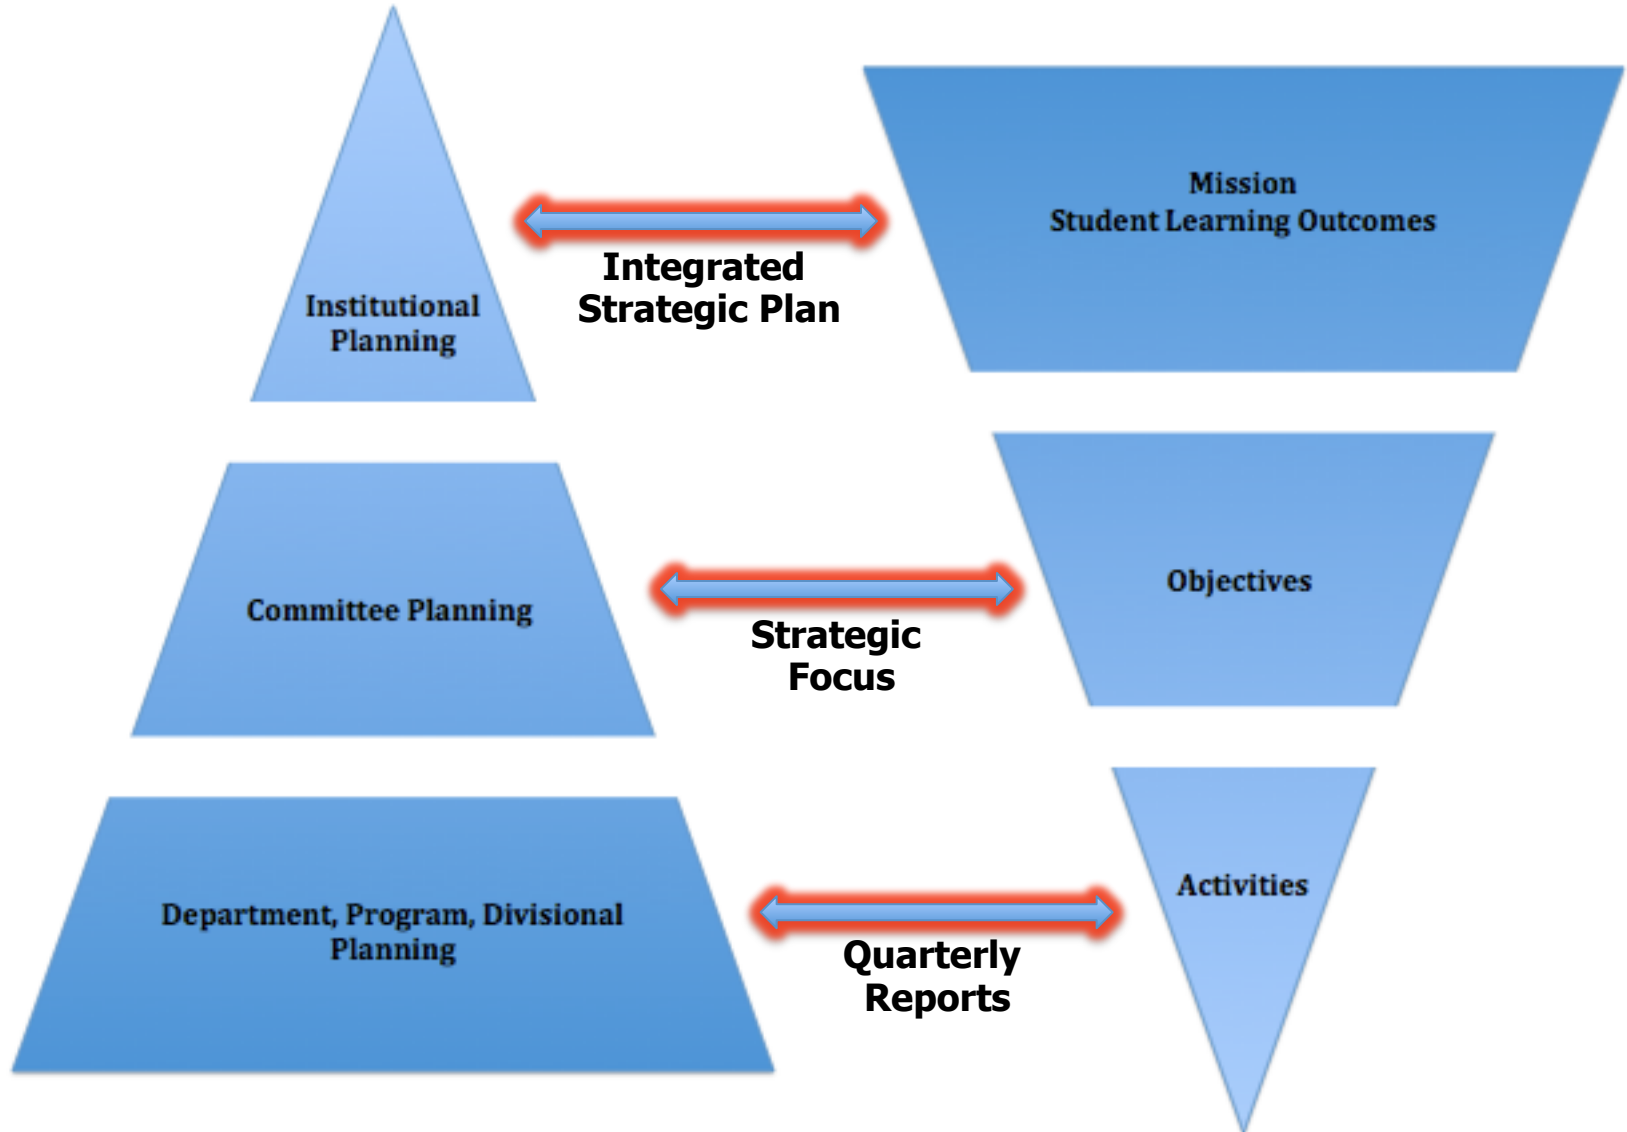 Institutional
Planning
Integrated
Strategic Plan
Mission
Student Learning Outcomes
Committee Planning
Strategic
Focus
Objectives
Department, Program, Divisional
Planning
Quarterly
Reports
Activities